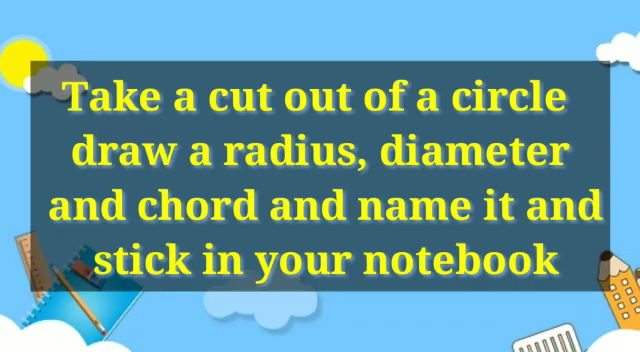 Take a cut out of a circle
draw a radius, diameter
and chord and name it and
stick in your notebook